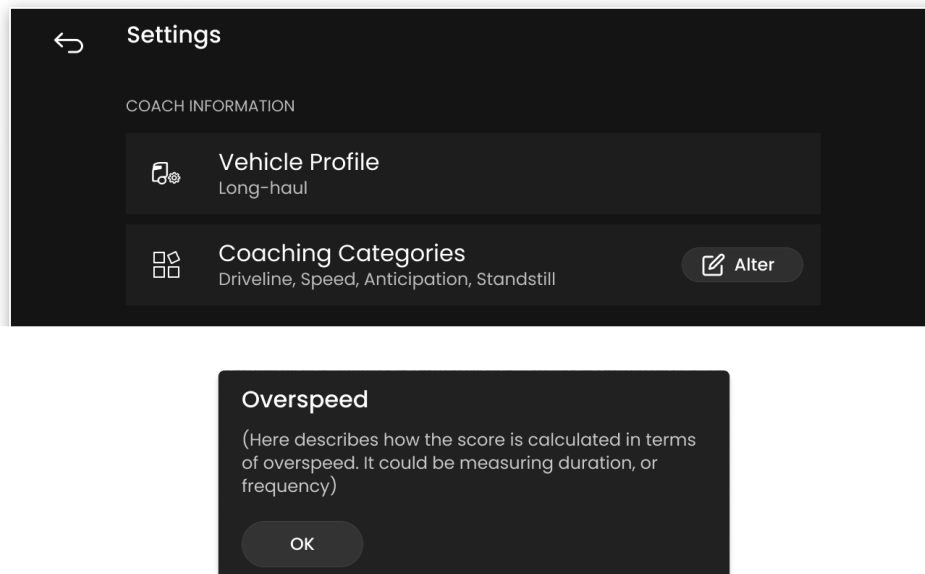 Settings
COACH INFORMATION
Vehicle Profile
Long-haul
Coaching Categories
Driveline, Speed, Anticipation, Standstill
Alter
Overspeed
(Here describes how the score is calculated in terms
of overspeed. It could be measuring duration, or
frequency)
OK